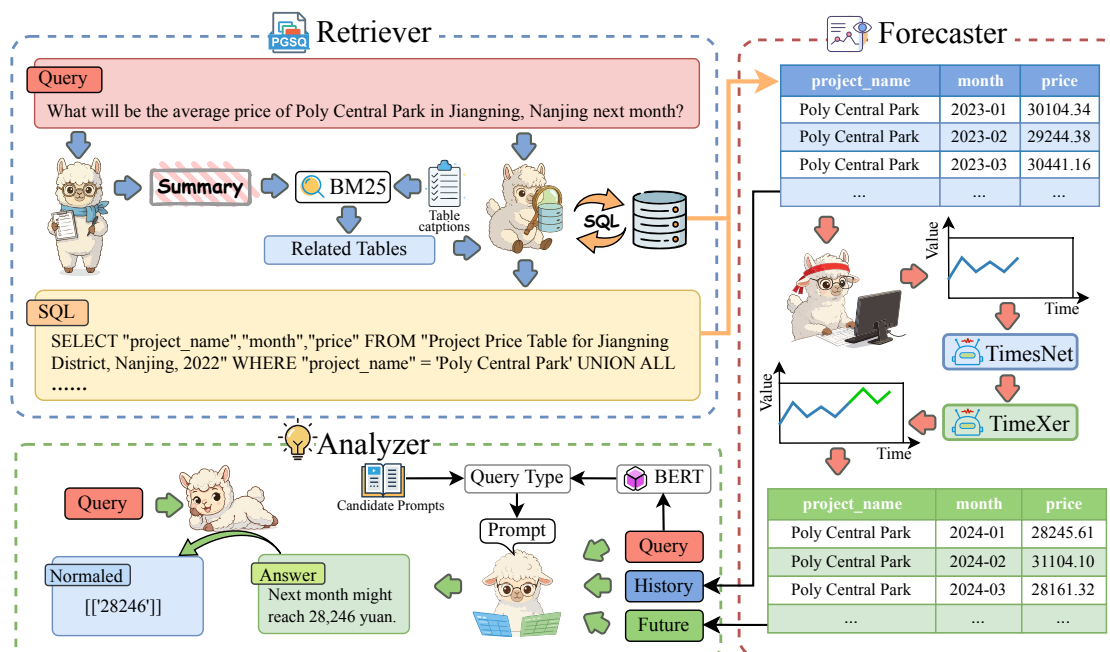 PGSQ
Retriever
Query
What will be the average price of Poly Central Park in Jiangning, Nanjing next month?
Summary
BM25
Table
catptions
Related Tables
SQL
SQL
SELECT "project_name","month","price" FROM "Project Price Table for Jiangning
District, Nanjing, 2022" WHERE "project_name" = 'Poly Central Park' UNION ALL
......
Forecaster
project_name month price
Poly Central Park 2023-01 30104.34
Poly Central Park 2023-02 29244.38
Poly Central Park 2023-03 30441.16
... ... ...
Value
Time
TimesNet
TimeXer
Value
Time
project_name month price
Poly Central Park 2024-01 28245.61
Poly Central Park 2024-02 31104.10
Poly Central Park 2024-03 28161.32
... ... ...
Analyzer
Query
Candidate Prompts
Query Type
BERT
Prompt
Query
History
Future
Normaled
[['28246']]
Answer
Next month might
reach 28,246 yuan.